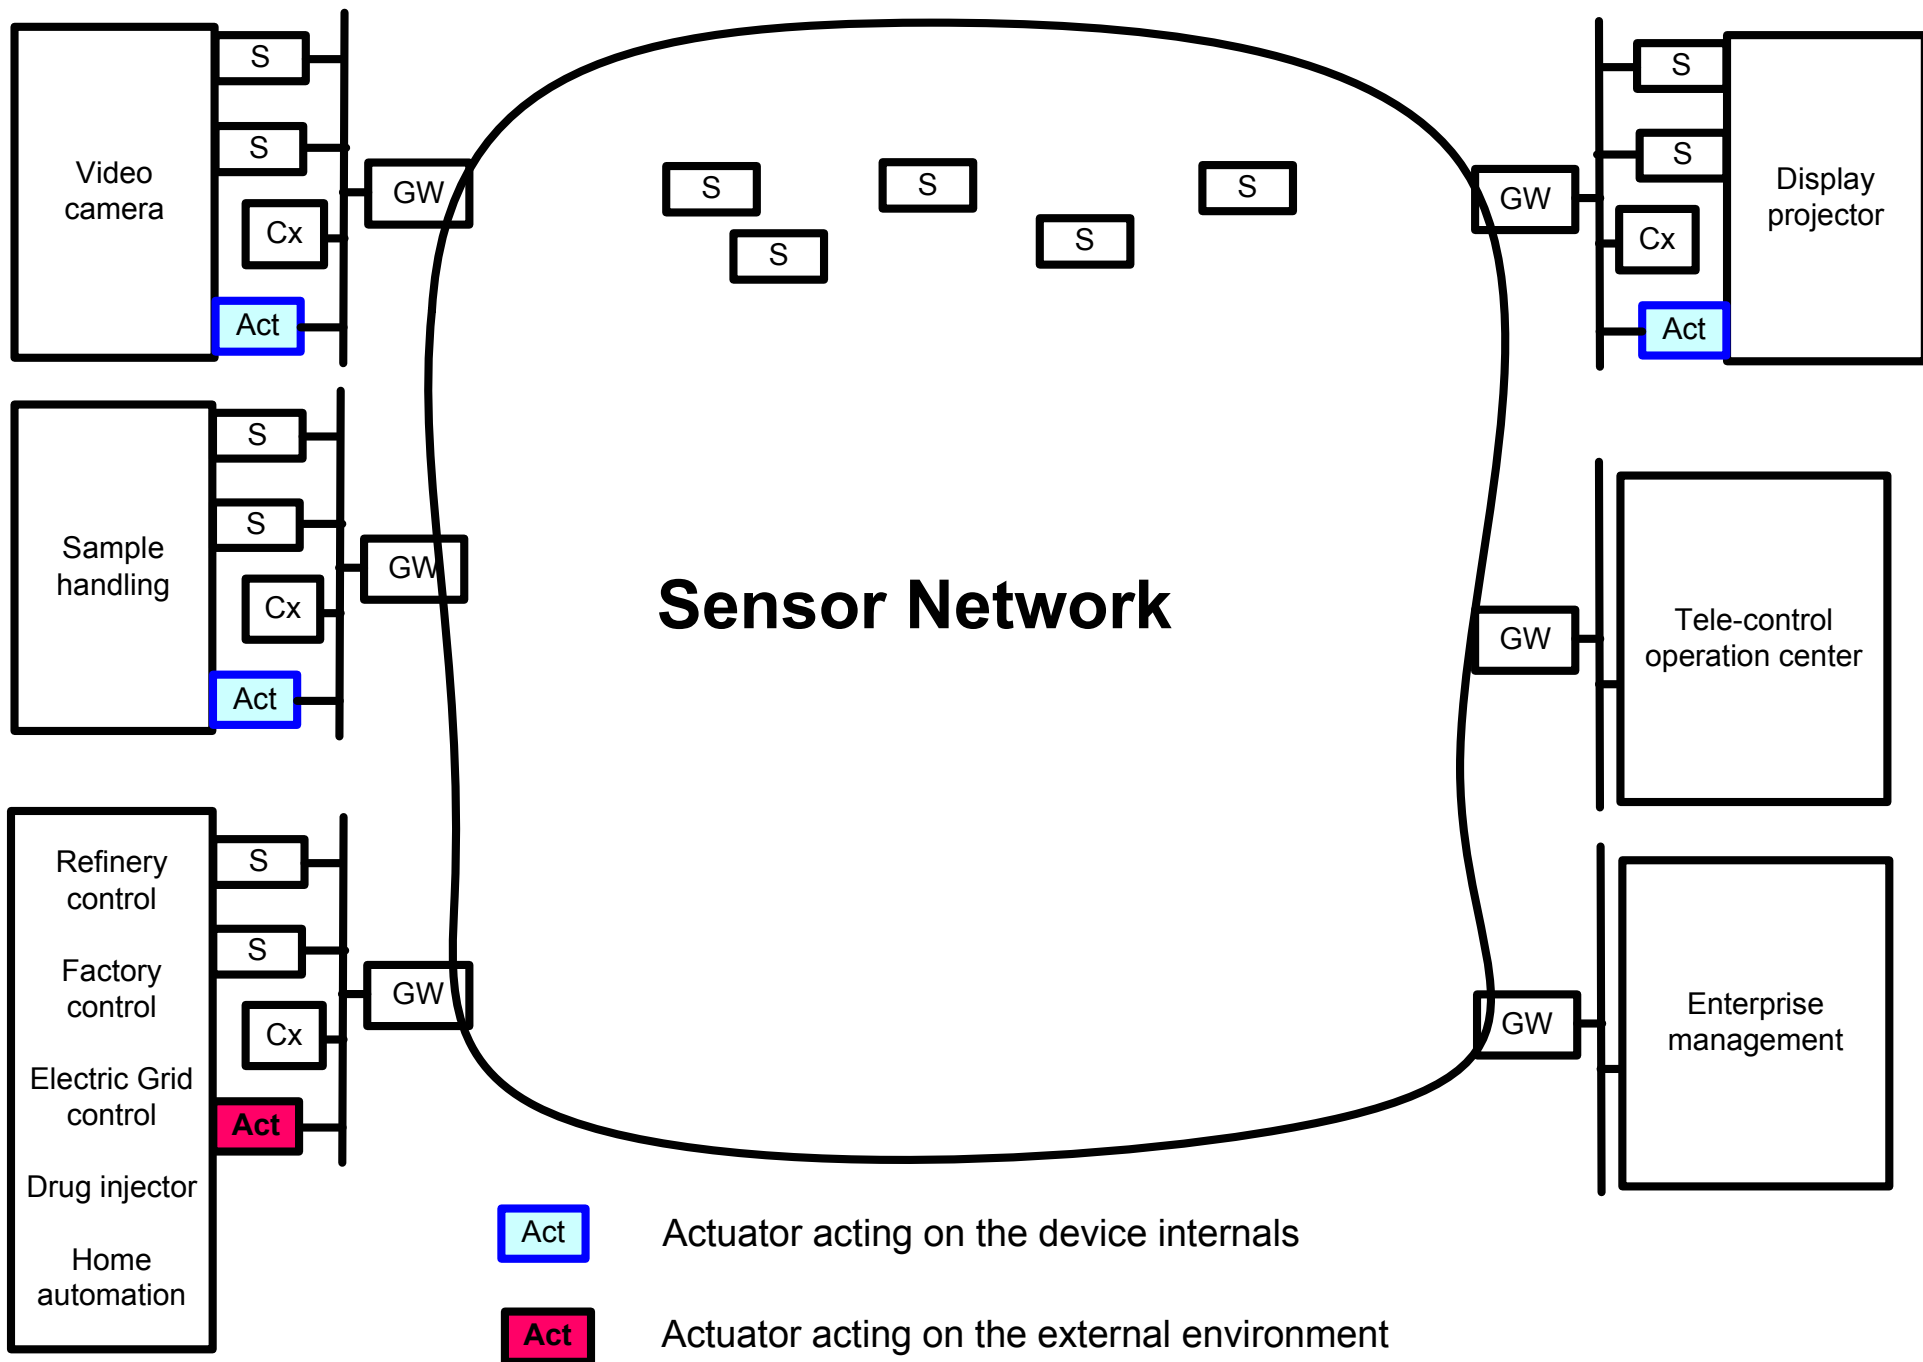 S
S
Video
camera
GW
Cx
Act
S
S
S
S
S
S
S
Display
projector
GW
Cx
Act
S
S
Sample
handling
GW
Cx
Act
Sensor Network
GW
Tele-control
operation center
Refinery
control
Factory
control
Electric Grid
control
Drug injector
Home
automation
S
S
GW
Cx
Act
GW
Enterprise
management
Act
Actuator acting on the device internals
Act
Actuator acting on the external environment